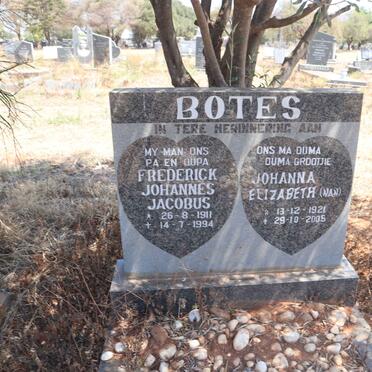 BOTES
IN TERE HERINNERING AAN
MY MAN, ONS
PA EN OUPA
FREDERICK
JOHANNES
JACOBUS
* 26-8-1911
+ 14-7-1994
ONS MA OUMA
OUMA GROOTJIE
JOHANNA
ELIZABETH (NAN)
* 13-12-1921
+ 29-10-2005